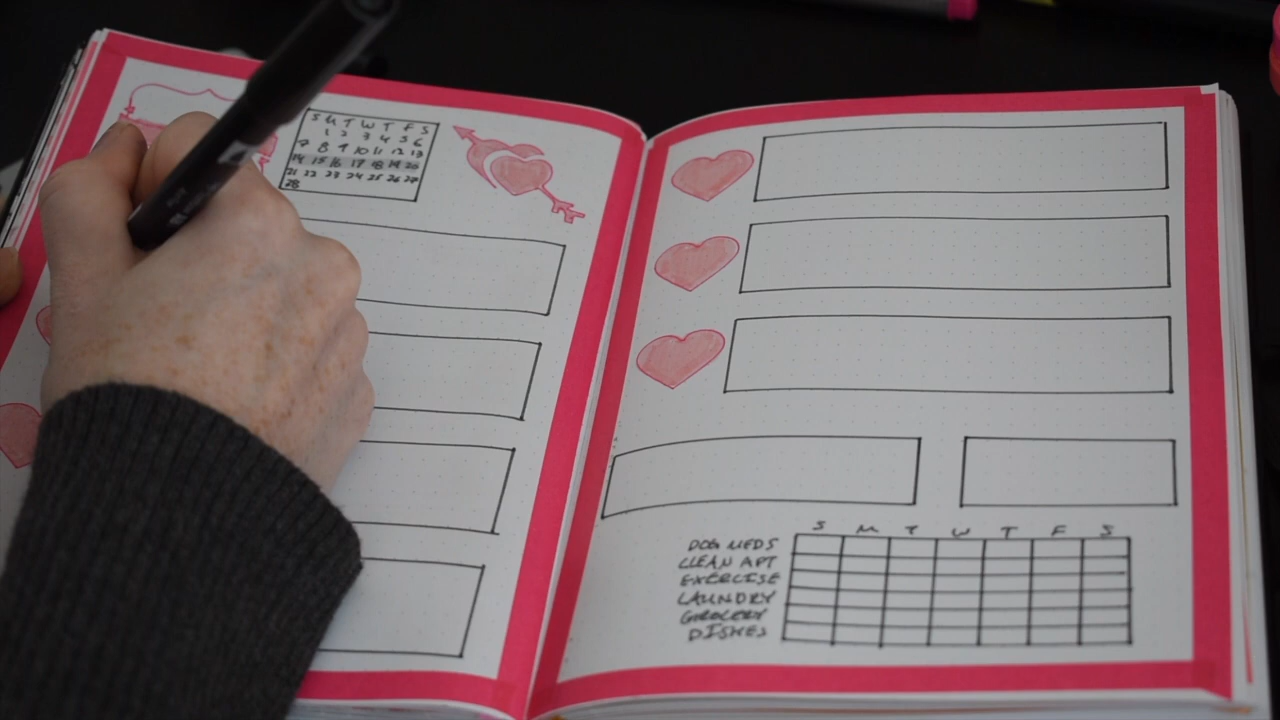 S M T W T F S
1 2 3 4 5 6
7 8 9 10 11 12 13
14 15 16 17 18 19 20
21 22 23 24 25 26 27
28
S M T W T F S
DOG MEDS
CLEAN APT
EXERCISE
LAUNDRY
GROCERY
DISHES